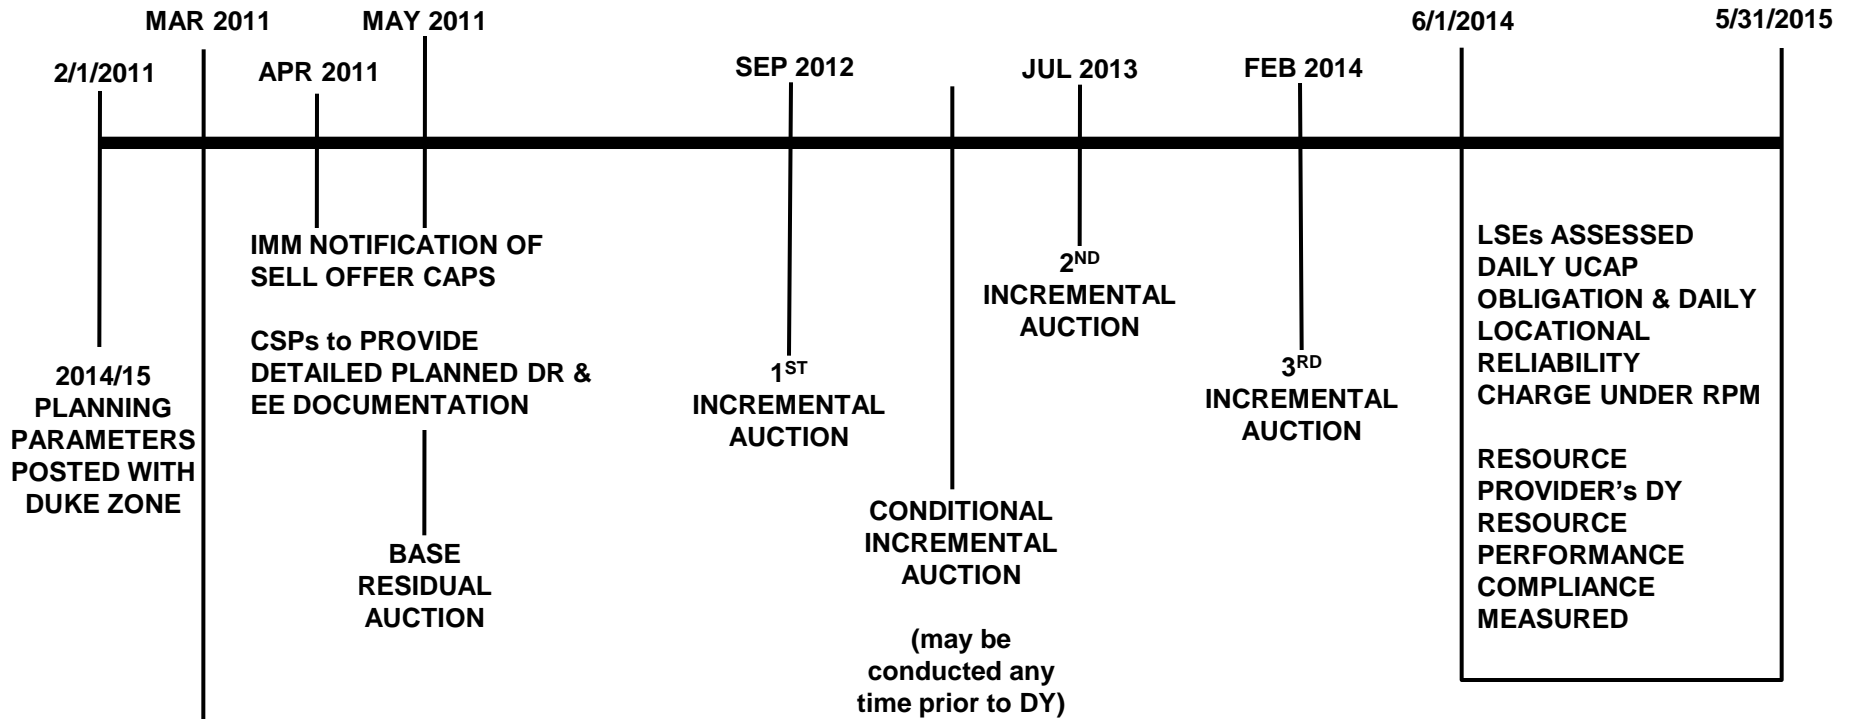 MAR 2011
MAY 2011
6/1/2014
5/31/2015
2/1/2011
APR 2011
SEP 2012
JUL 2013
FEB 2014
2014/15
PLANNING
PARAMETERS
POSTED WITH
DUKE ZONE
IMM NOTIFICATION OF
SELL OFFER CAPS
CSPs to PROVIDE
DETAILED PLANNED DR &
EE DOCUMENTATION
BASE
RESIDUAL
AUCTION
1ST
INCREMENTAL
AUCTION
CONDITIONAL
INCREMENTAL
AUCTION
(may be
conducted any
time prior to DY)
2ND
INCREMENTAL
AUCTION
3RD
INCREMENTAL
AUCTION
LSEs ASSESSED
DAILY UCAP
OBLIGATION & DAILY
LOCATIONAL
RELIABILITY
CHARGE UNDER RPM
RESOURCE
PROVIDER's DY
RESOURCE
PERFORMANCE
COMPLIANCE
MEASURED